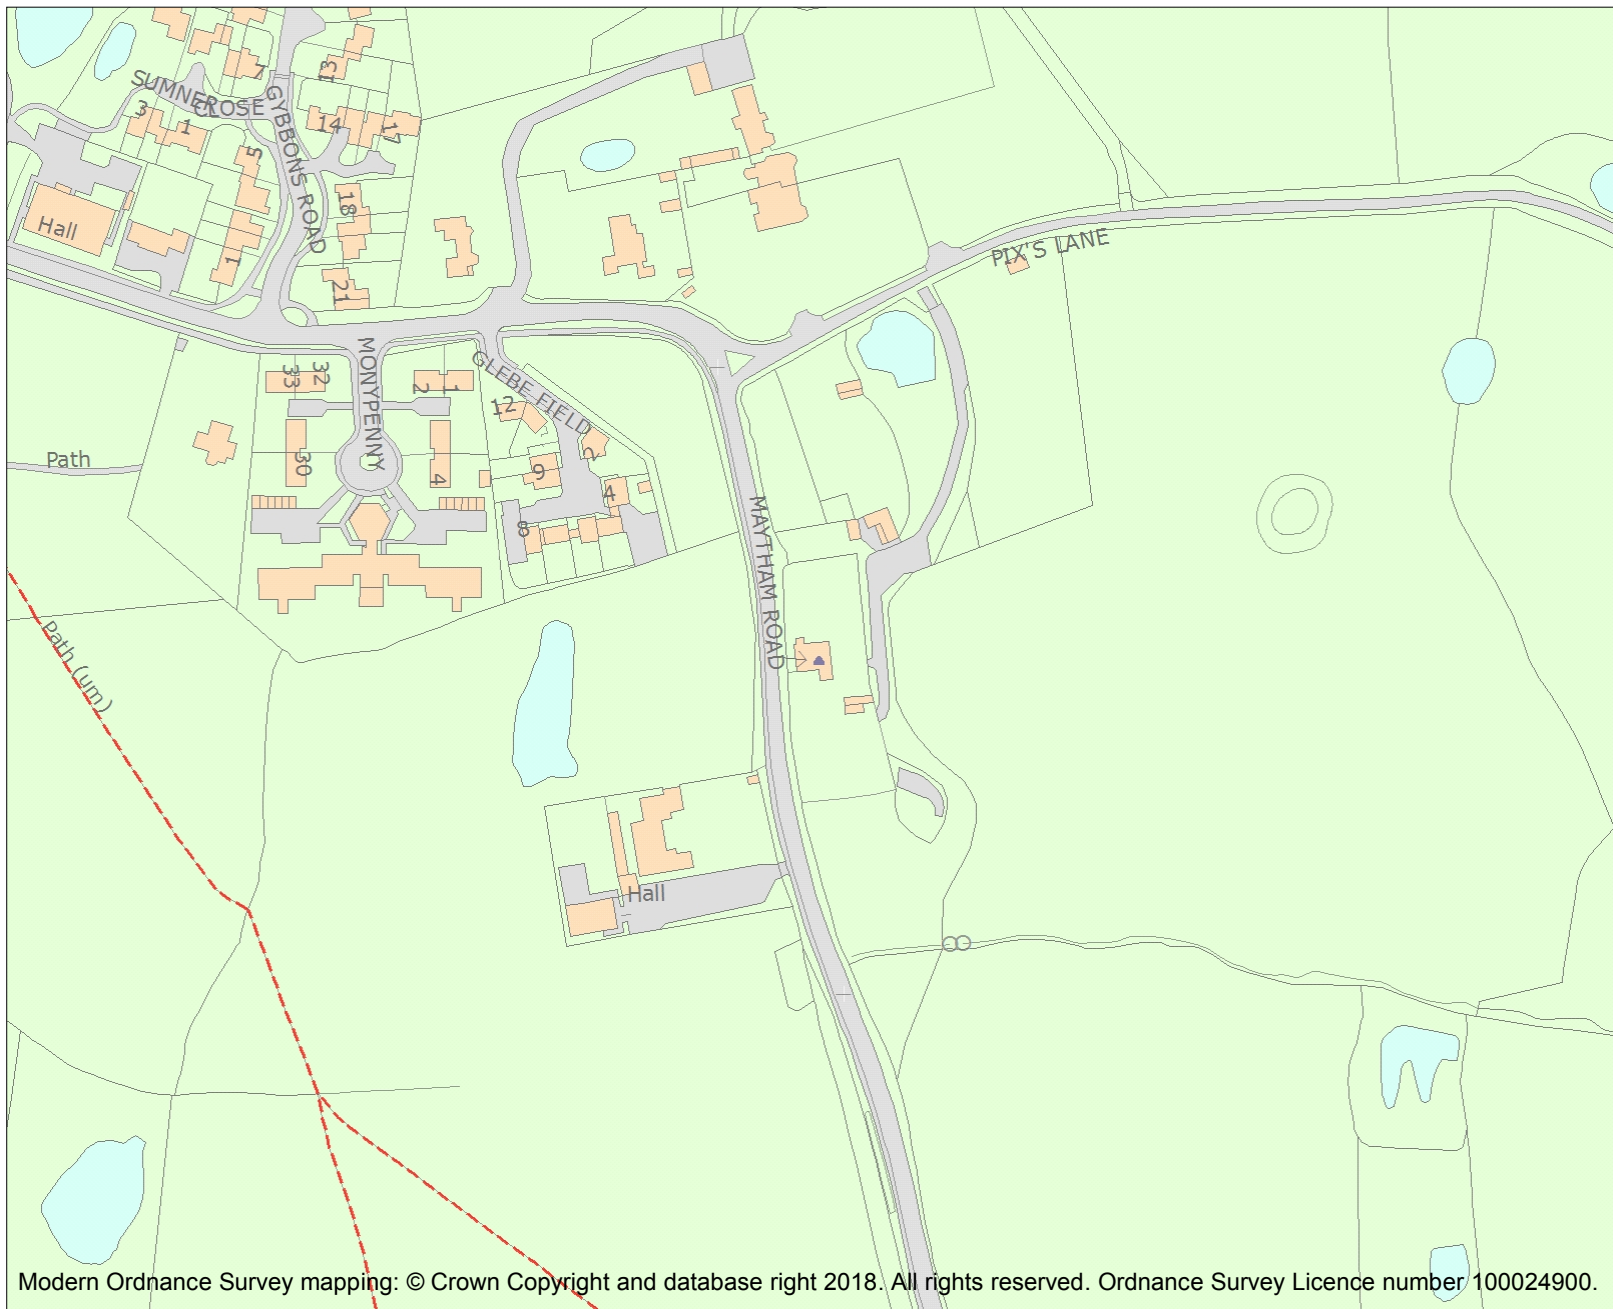 7
13
SUMNEROSE
CLOSE
3
1
14
17
GYBBONS ROAD
5
18
Hall
1
21
PIX'S LANE
MONYPENNY
GLEBE FIELD
33
32
2
1
12
Path
30
4
9
2
4
8
MAYTHAM ROAD
Path (um)
Hall
Modern Ordnance Survey mapping: © Crown Copyright and database right 2018. All rights reserved. Ordnance Survey Licence number 100024900.